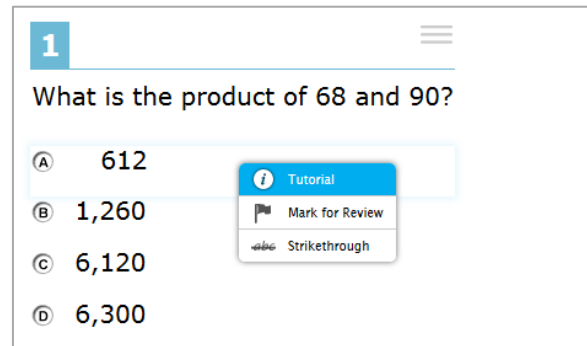 1
What is the product of 68 and 90?
A 612
B 1,260
C 6,120
D 6,300
i Tutorial
Mark for Review
abc Strikethrough